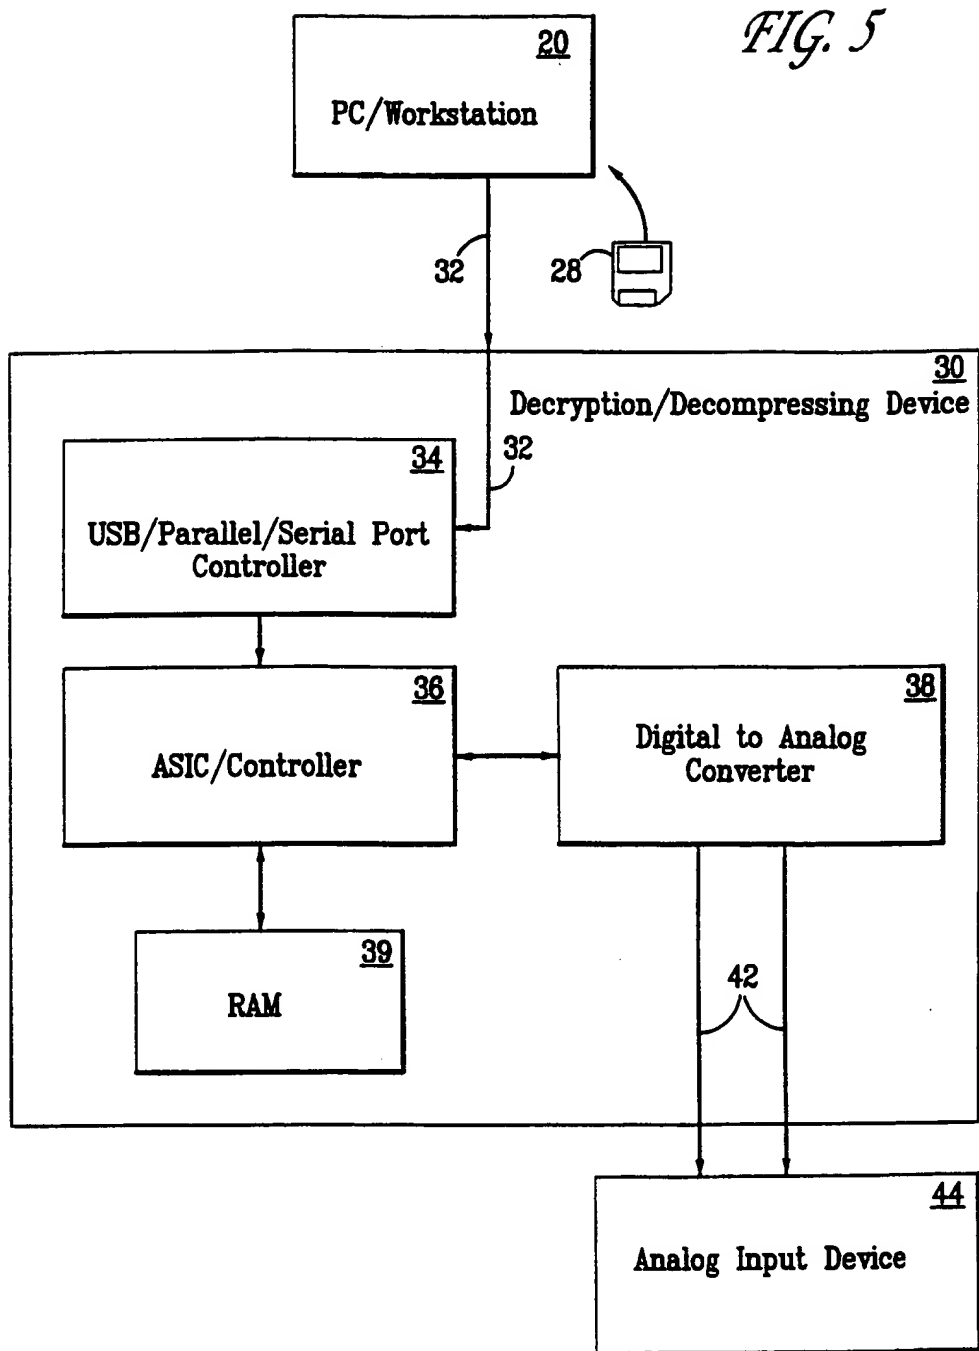 FIG. 5
20
PC/Workstation
32
28
30
Decryption/Decompressing Device
32
34
USB/Parallel/Serial Port
Controller
36
ASIC/Controller
38
Digital to Analog
Converter
39
RAM
42
44
Analog Input Device